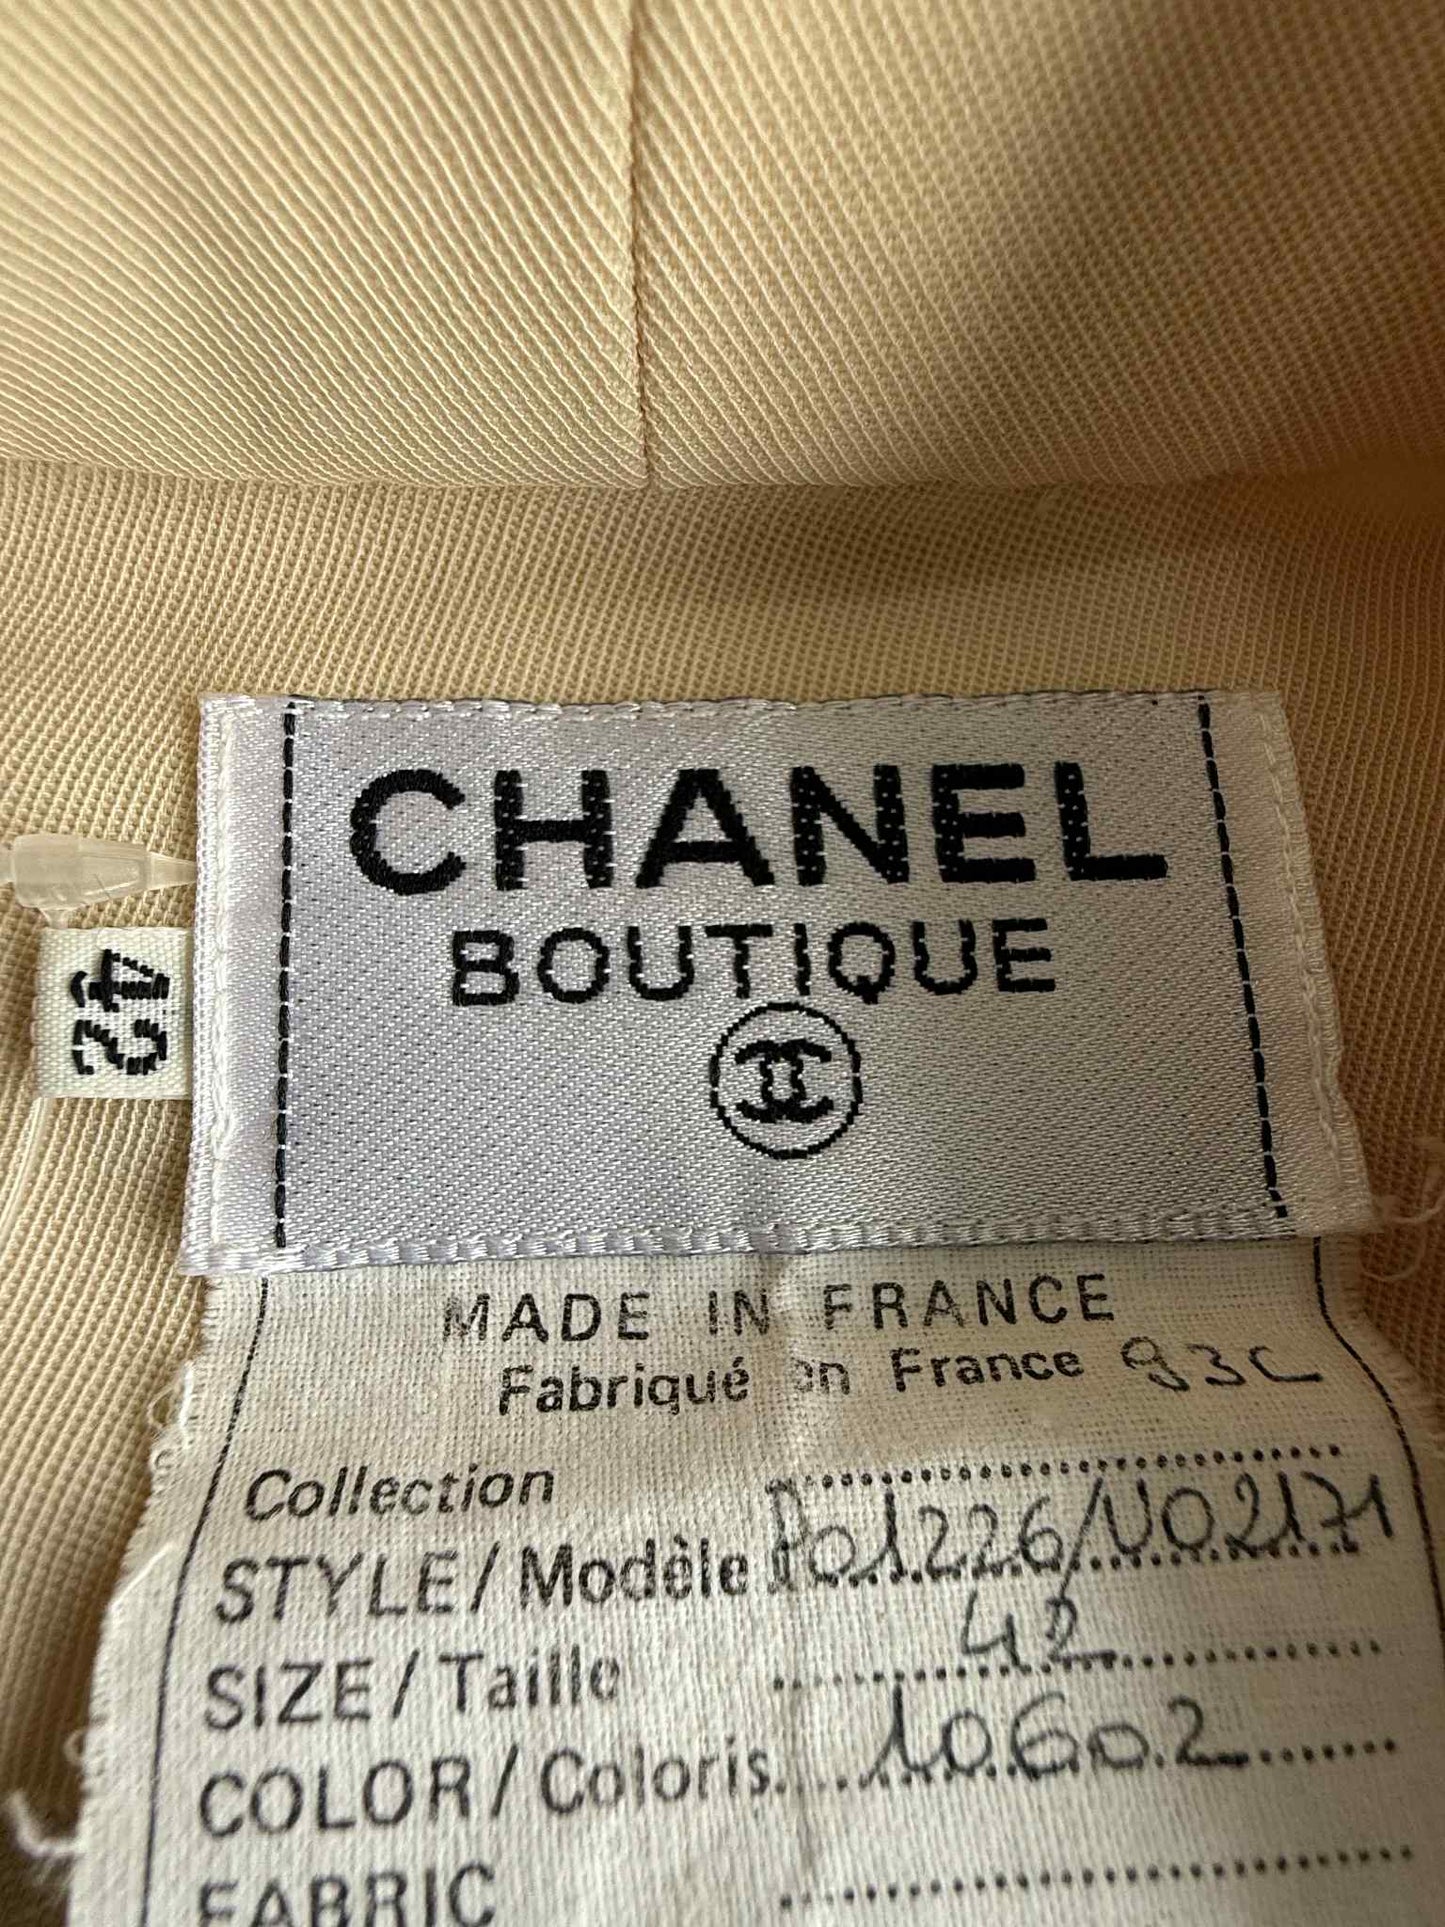 CHANEL
BOUTIQUE
42
MADE IN FRANCE
Fabriqué en France 93C
Collection
STYLE/Modèle P01226/V02171
SIZE/Taille 42
COLOR/Coloris 10602
FABRIC